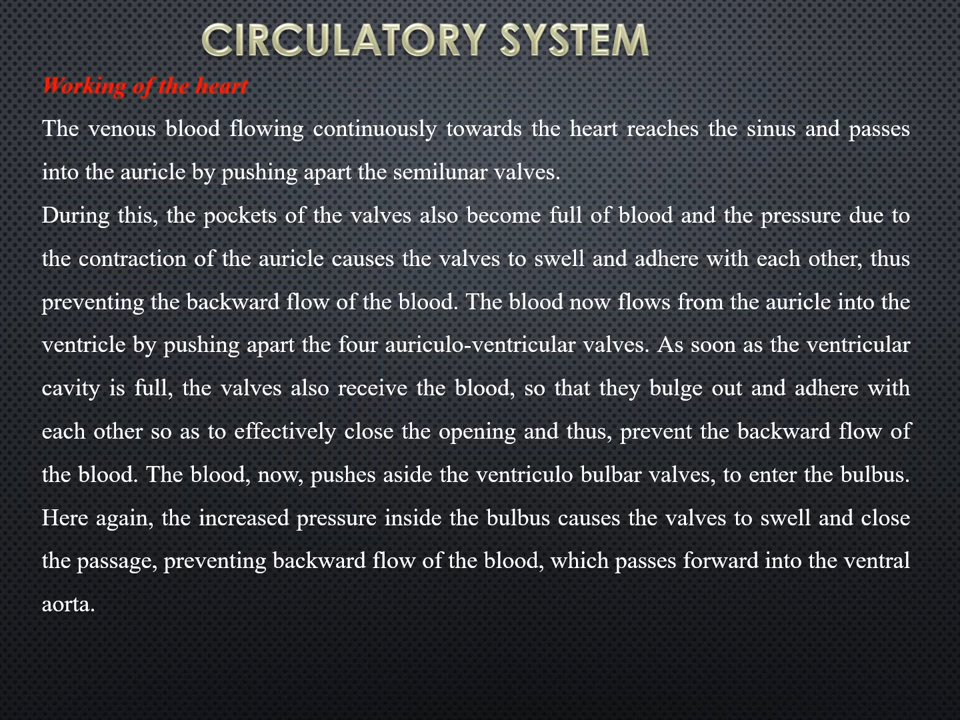 CIRCULATORY SYSTEM
Working of the heart
The venous blood flowing continuously towards the heart reaches the sinus and passes
into the auricle by pushing apart the semilunar valves.
During this, the pockets of the valves also become full of blood and the pressure due to
the contraction of the auricle causes the valves to swell and adhere with each other, thus
preventing the backward flow of the blood. The blood now flows from the auricle into the
ventricle by pushing apart the four auriculo-ventricular valves. As soon as the ventricular
cavity is full, the valves also receive the blood, so that they bulge out and adhere with
each other so as to effectively close the opening and thus, prevent the backward flow of
the blood. The blood, now, pushes aside the ventriculo bulbar valves, to enter the bulbus.
Here again, the increased pressure inside the bulbus causes the valves to swell and close
the passage, preventing backward flow of the blood, which passes forward into the ventral
aorta.